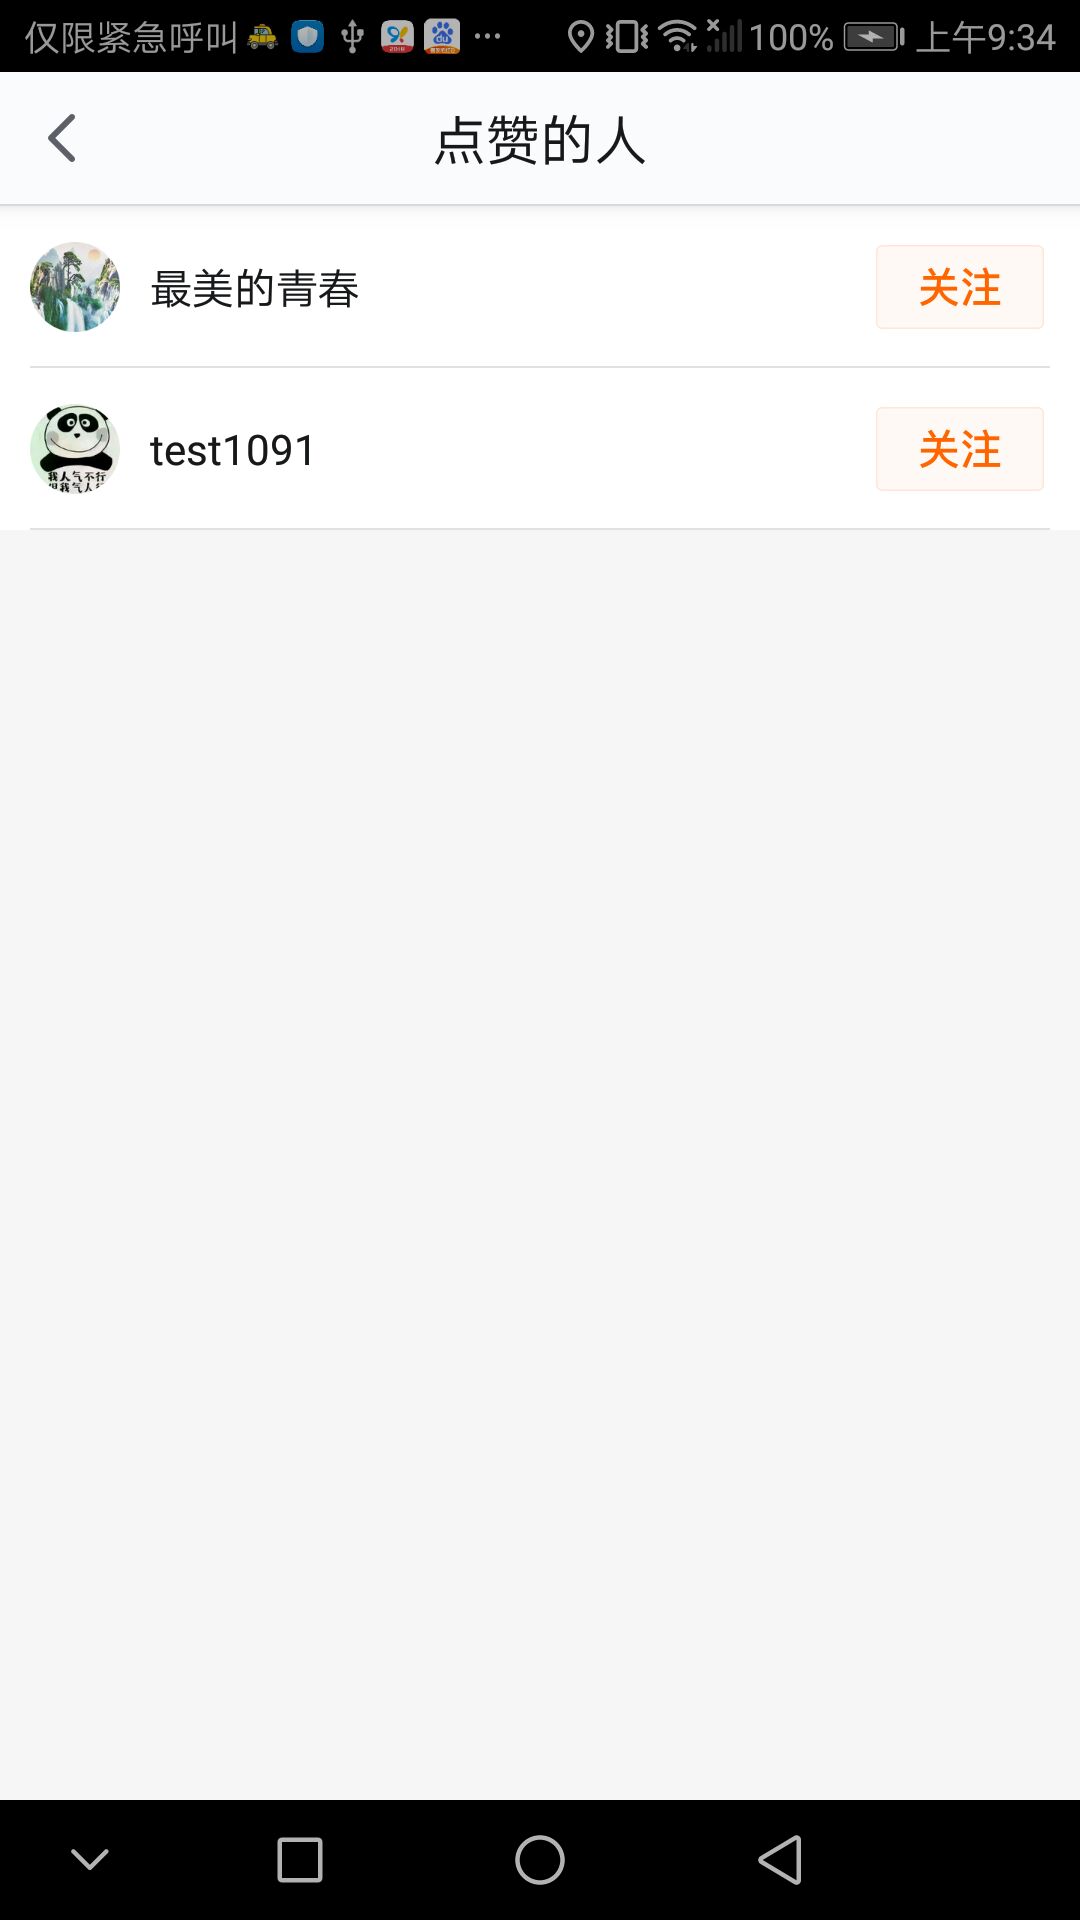 仅限紧急呼叫 100% 上午9:34
点赞的人
最美的青春 关注
test1091 关注
我人气不行
但我气人行